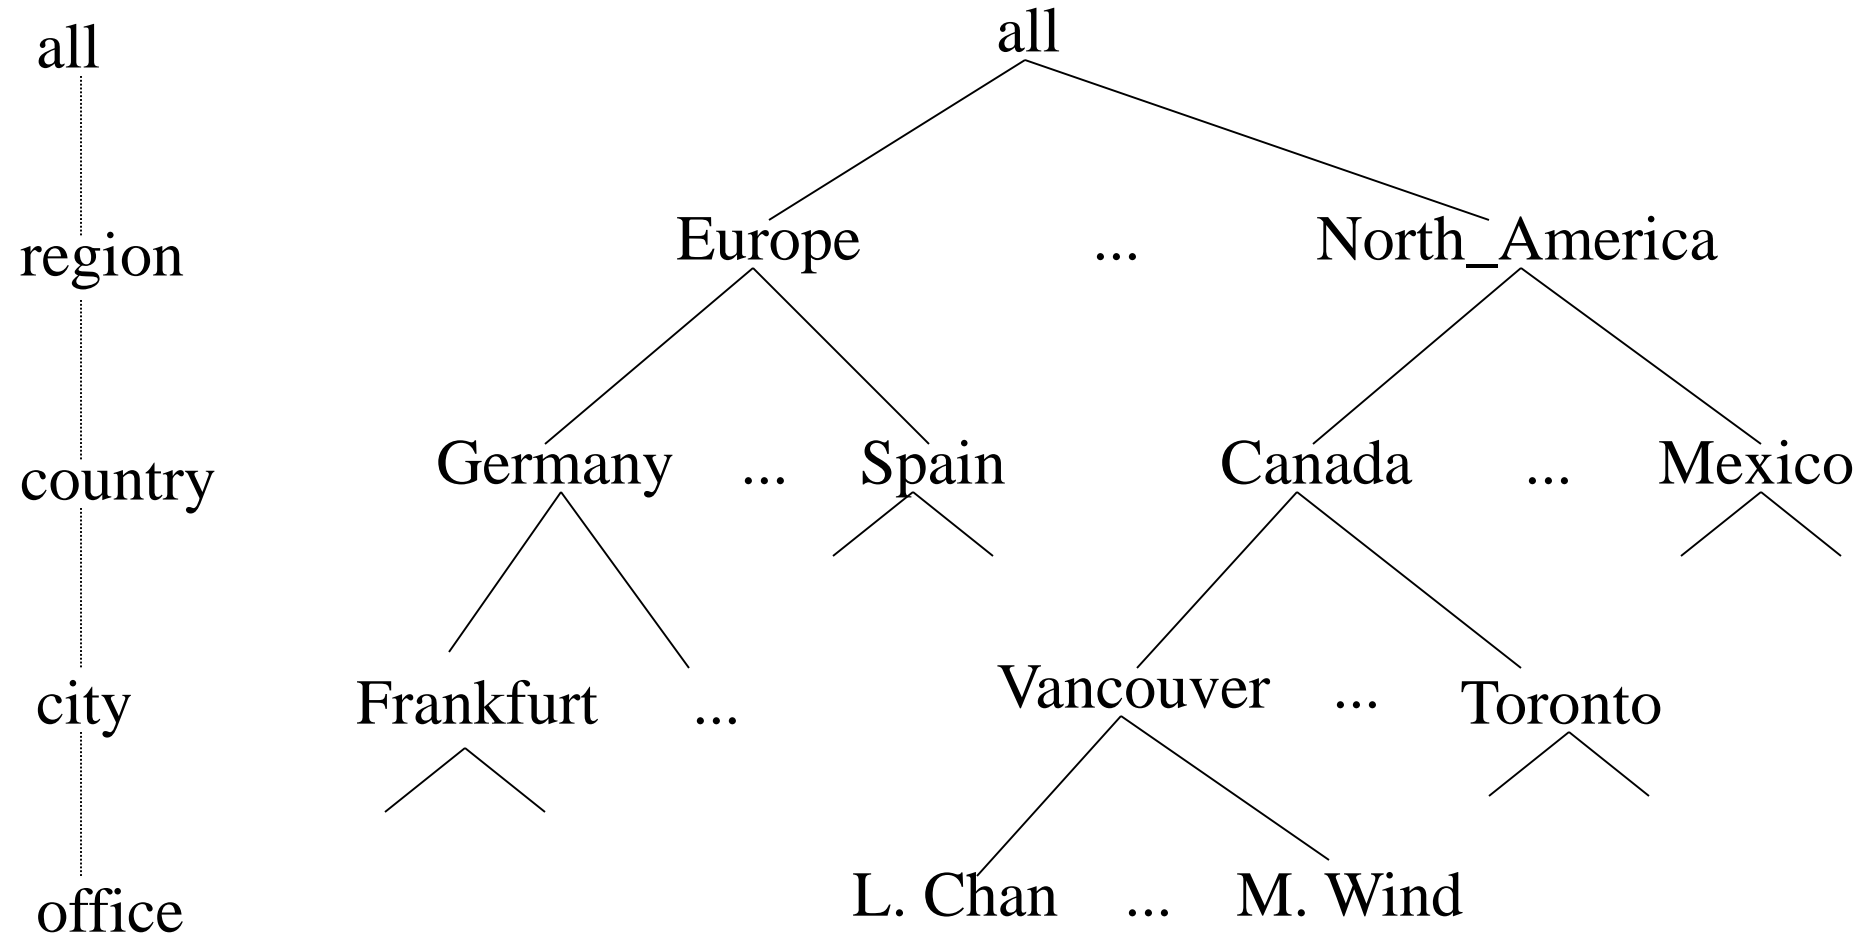 all
all
region
Europe ... North_America
country
Germany ... Spain Canada ... Mexico
city
Frankfurt ... Vancouver ... Toronto
office
L. Chan ... M. Wind